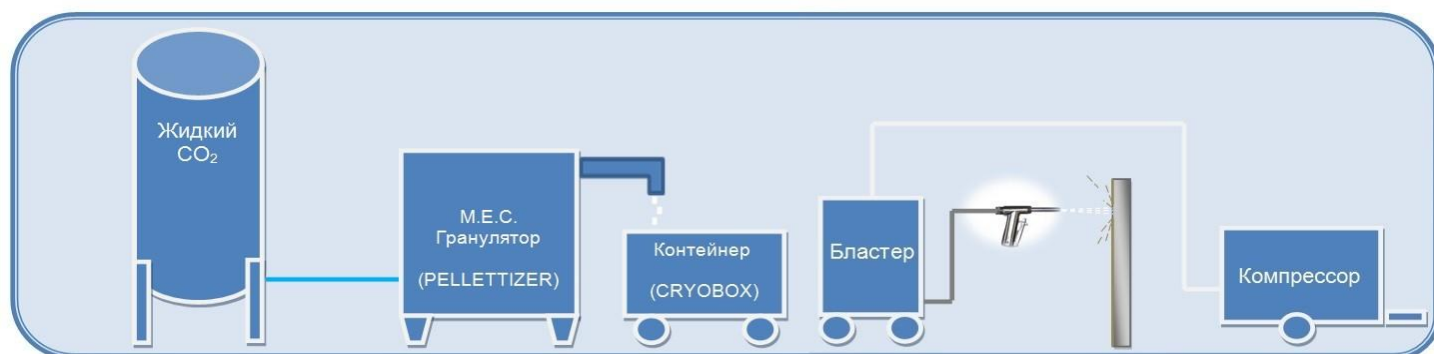 Жидкий
CO₂
М.Е.С.
Гранулятор
(PELLETTIZER)
Контейнер
(CRYOBOX)
Бластер
Компрессор